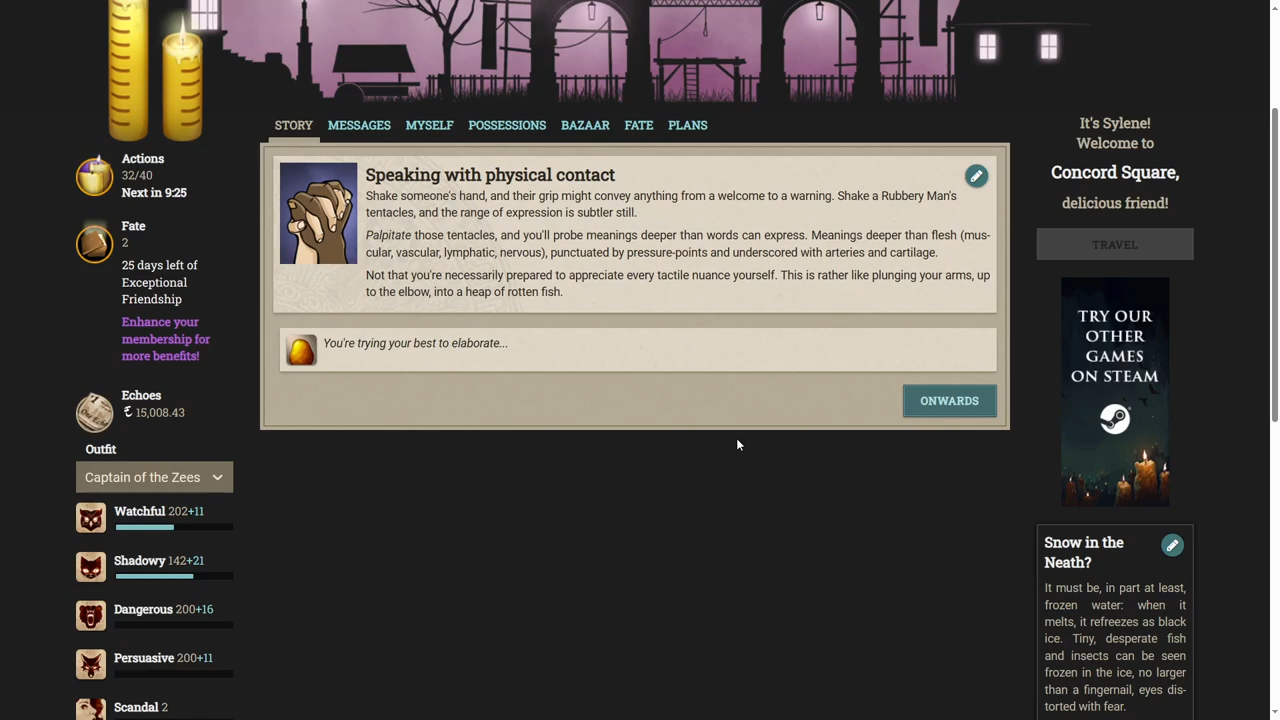 STORY MESSAGES MYSELF POSSESSIONS BAZAAR FATE PLANS
Actions
32/40
Next in 9:25
Fate
2
25 days left of
Exceptional
Friendship
Enhance your
membership for
more benefits!
Echoes
15,008.43
Outfit
Captain of the Zees
Watchful 202+11
Shadowy 142+21
Dangerous 200+16
Persuasive 200+11
Scandal 2
Speaking with physical contact
Shake someone's hand, and their grip might convey anything from a welcome to a warning. Shake a Rubbery Man's
tentacles, and the range of expression is subtler still.
Palpitate those tentacles, and you'll probe meanings deeper than words can express. Meanings deeper than flesh (mus-
cular, vascular, lymphatic, nervous), punctuated by pressure-points and underscored with arteries and cartilage.
Not that you're necessarily prepared to appreciate every tactile nuance yourself. This is rather like plunging your arms, up
to the elbow, into a heap of rotten fish.
You're trying your best to elaborate...
ONWARDS
It's Sylene!
Welcome to
Concord Square,
delicious friend!
TRAVEL
TRY OUR
OTHER
GAMES
ON STEAM
Snow in the
Neath?
It must be, in part at least,
frozen water: when it
melts, it refreezes as black
ice. Tiny, desperate fish
and insects can be seen
frozen in the ice, no larger
than a fingernail, eyes dis-
torted with fear.